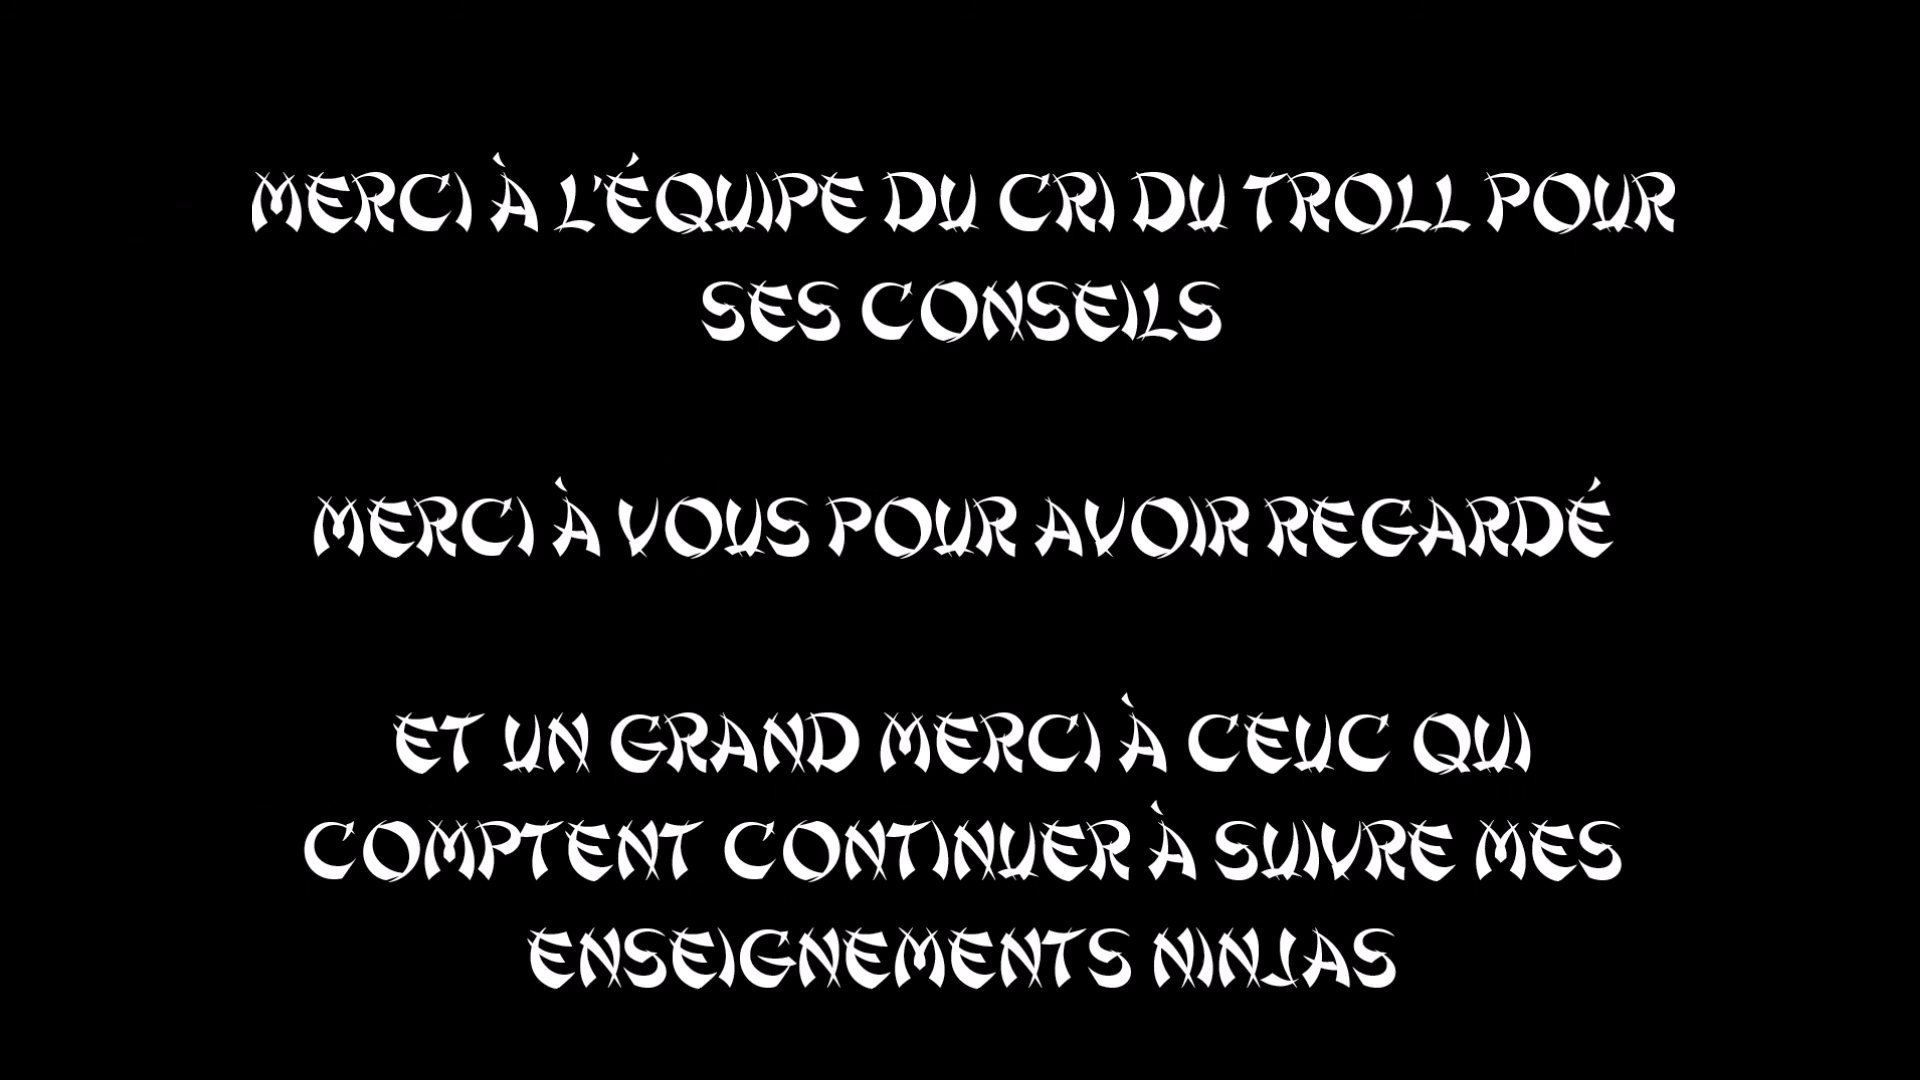 MERCI À L'ÉQUIPE DU CRI DU TROLL POUR
SES CONSEILS
MERCI À VOUS POUR AVOIR REGARDÉ
ET UN GRAND MERCI À CEUC QUI
COMPTENT CONTINUER À SUIVRE MES
ENSEIGNEMENTS NINJAS